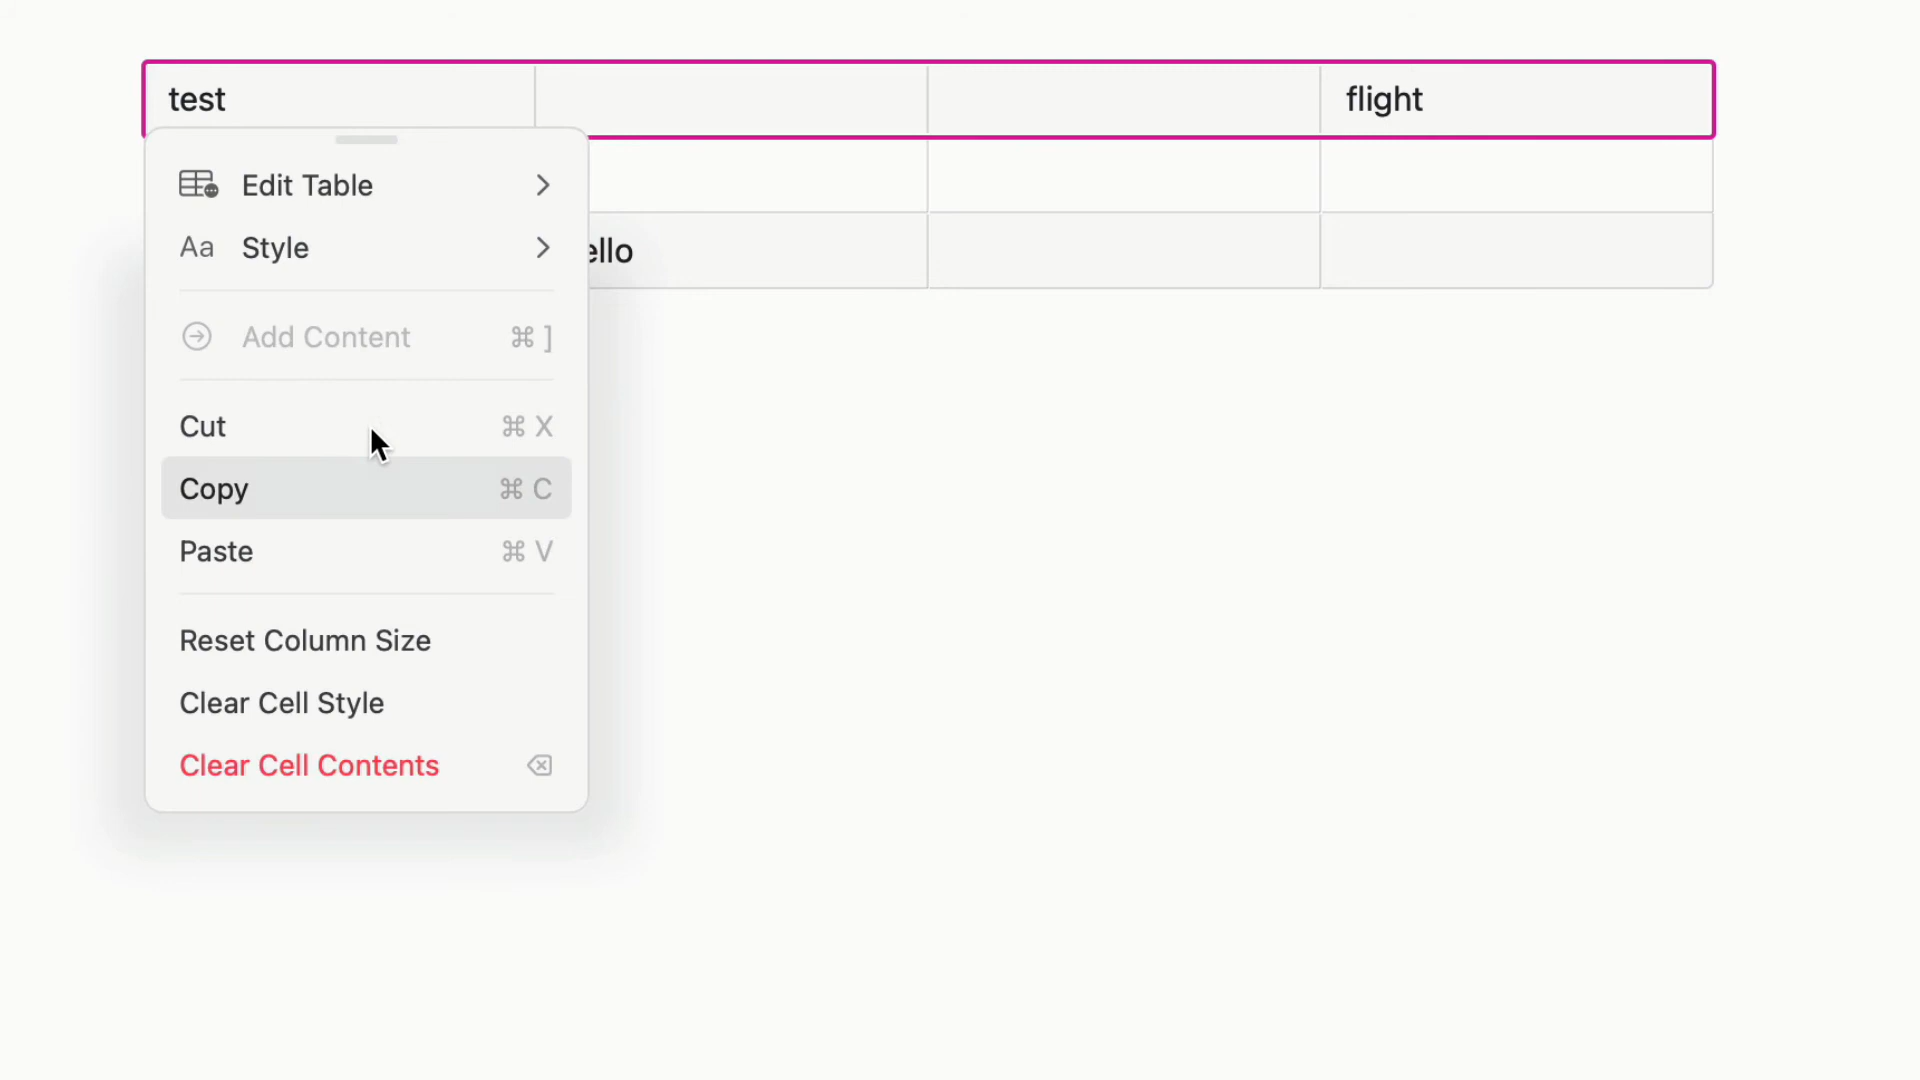 test flight
Edit Table
Style
ello
Add Content ⌘ ]
Cut ⌘ X
Copy ⌘ C
Paste ⌘ V
Reset Column Size
Clear Cell Style
Clear Cell Contents